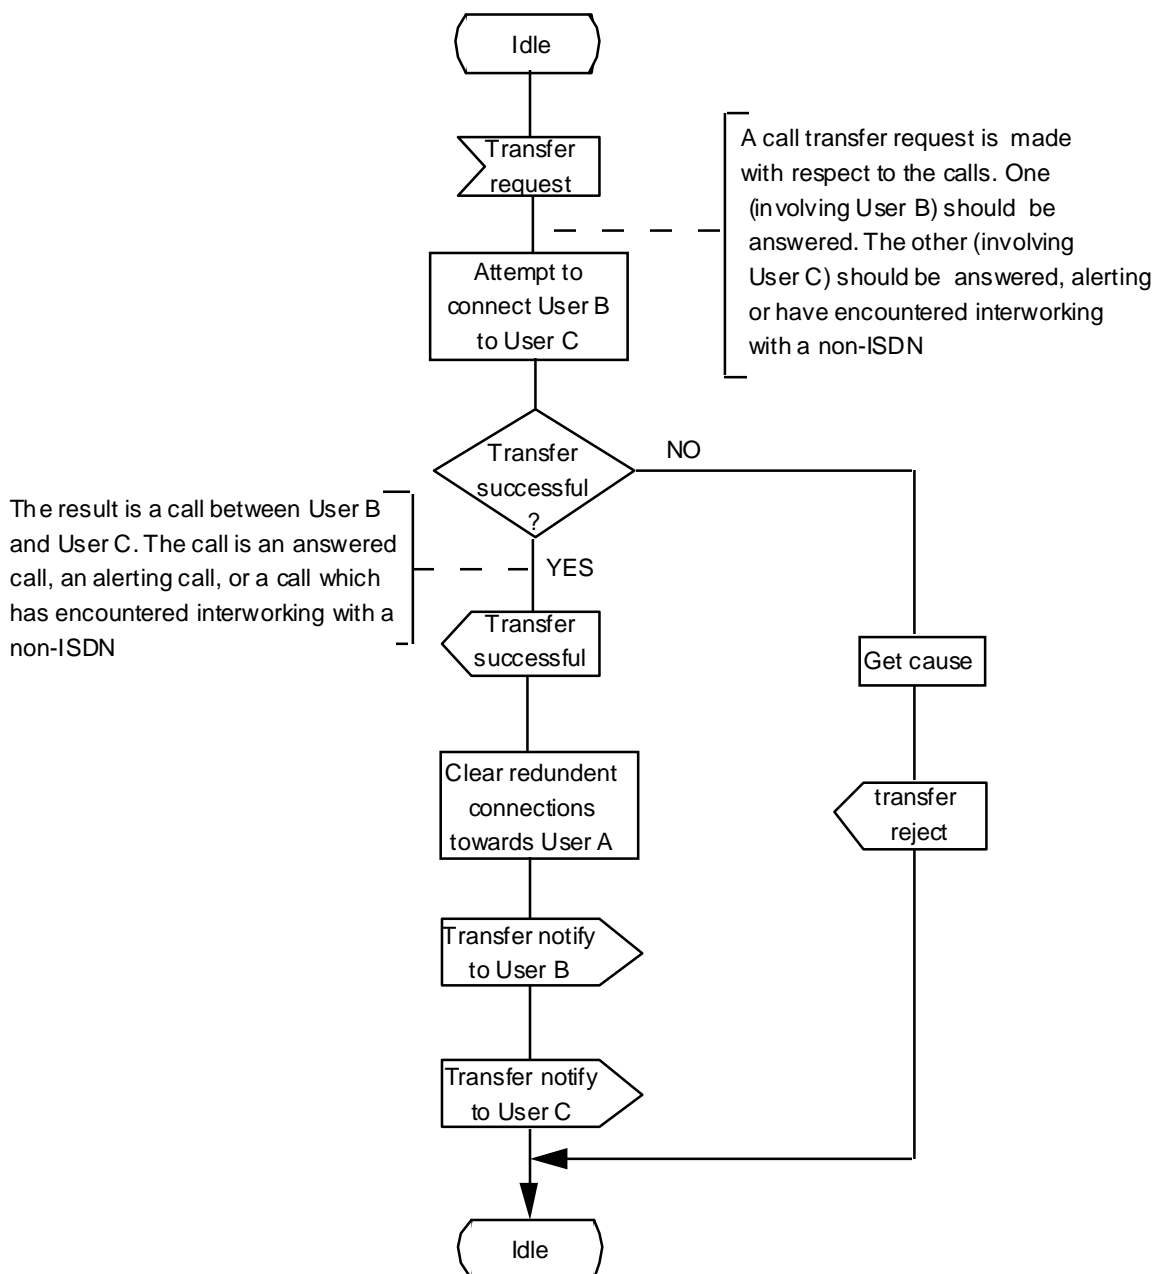 Idle
Transfer
request
A call transfer request is made
with respect to the calls. One
(involving User B) should be
answered. The other (involving
User C) should be answered, alerting
or have encountered interworking
with a non-ISDN
Attempt to
connect User B
to User C
Transfer
successful
?
NO
YES
The result is a call between User B
and User C. The call is an answered
call, an alerting call, or a call which
has encountered interworking with a
non-ISDN
Transfer
successful
Get cause
Clear redundent
connections
towards User A
transfer
reject
Transfer notify
to User B
Transfer notify
to User C
Idle